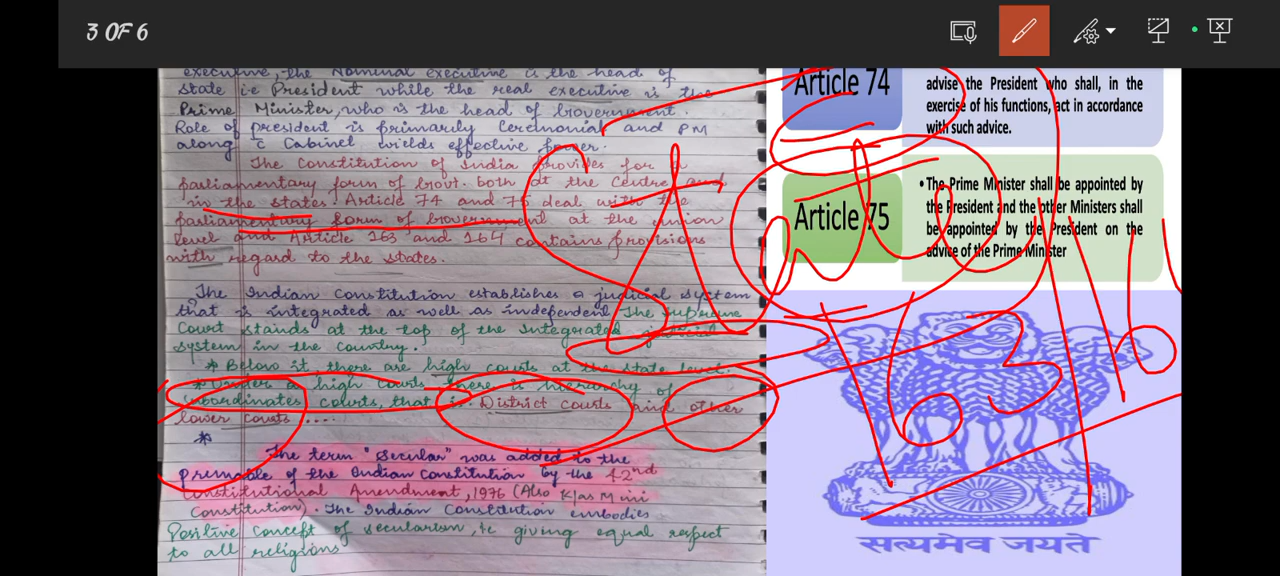 3 OF 6
executive, the Nominal executive is the head of
state i.e President while the real executive is the
Prime Minister, who is the head of Government.
Role of president is primarily Ceremonial and PM
along c Cabinet wields effective power.
The Constitution of India provides for a
parliamentary form of Govt. both at the Centre and
in the states. Article 74 and 75 deal with the
parliamentary form of Government at the union
level and Article 163 and 164 contains provisions
with regard to the states.
The Indian Constitution establishes a judicial system
that is integrated as well as independent. The supreme
Court stands at the top of the Integrated judicial
system in the country.
* Below it, there are high courts at the state level.
* Under a high courts there is hierarchy of
subordinates courts, that is District courts and other
lower courts ....
*
The term "secular" was added to the
Premable of the Indian constitution by the 42nd
Constitutional Amendment, 1976 (Also K/as Mini
Constitution). The Indian Constitution embodies
Positive concept of secularism, ie giving equal respect
to all religions
Article 74
advise the President who shall, in the
exercise of his functions, act in accordance
with such advice.
Article 75
• The Prime Minister shall be appointed by
the President and the other Ministers shall
be appointed by the President on the
advice of the Prime Minister
सत्यमेव जयते